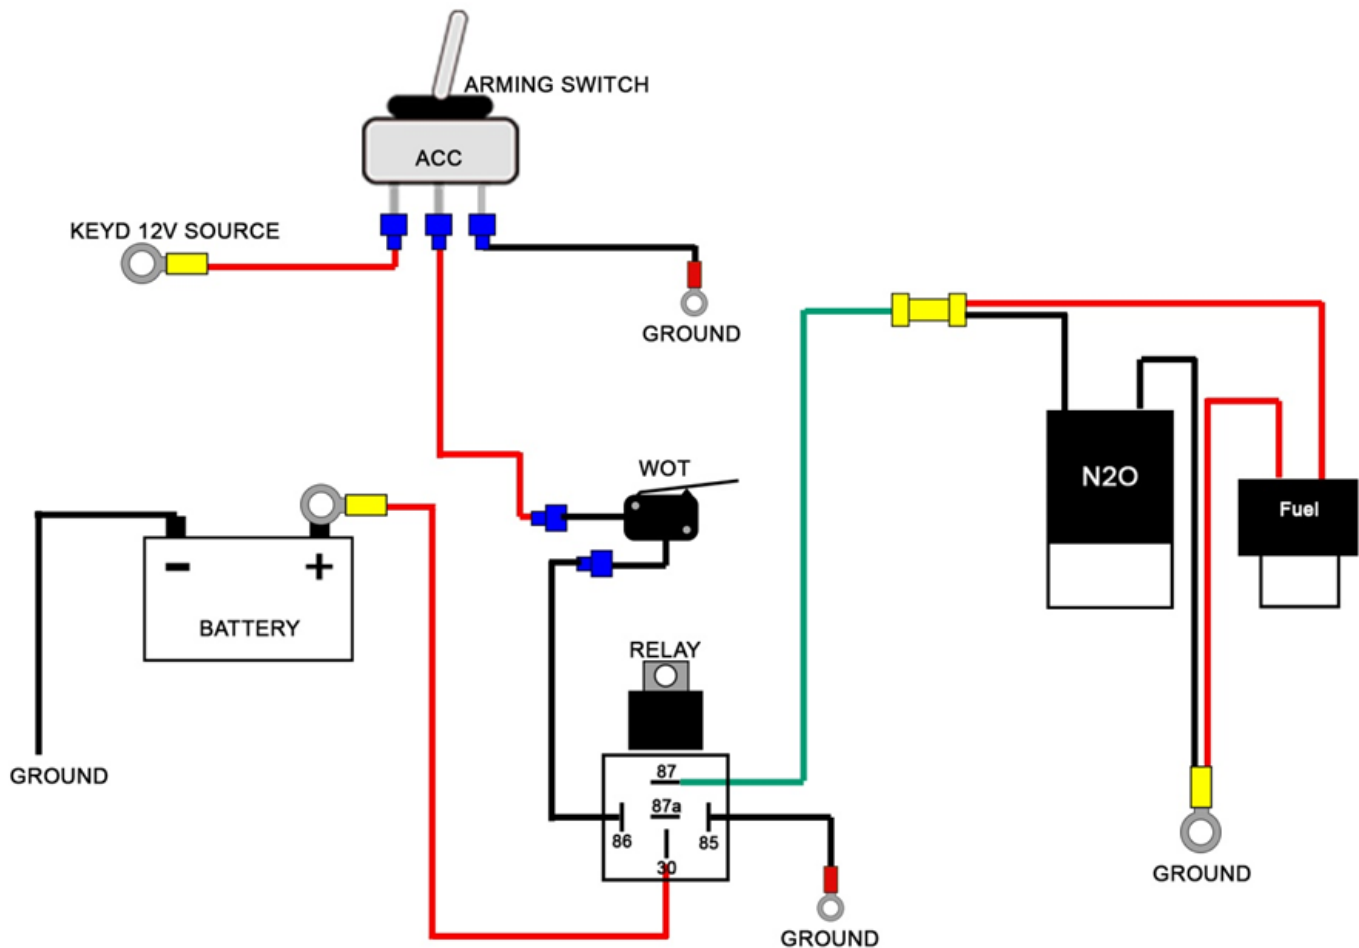 ARMING SWITCH
ACC
KEYD 12V SOURCE
GROUND
WOT
N2O
Fuel
- +
BATTERY
RELAY
GROUND
87
87a
86 85
30
GROUND
GROUND